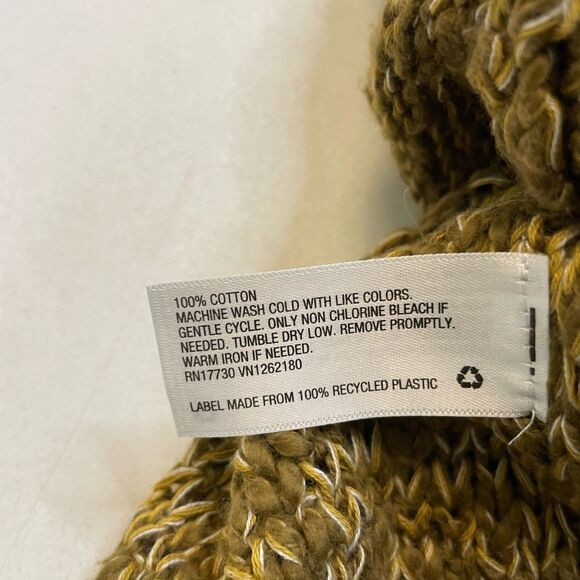 100% COTTON
MACHINE WASH COLD WITH LIKE COLORS.
GENTLE CYCLE. ONLY NON CHLORINE BLEACH IF
NEEDED. TUMBLE DRY LOW. REMOVE PROMPTLY.
WARM IRON IF NEEDED.
RN17730 VN1262180
LABEL MADE FROM 100% RECYCLED PLASTIC